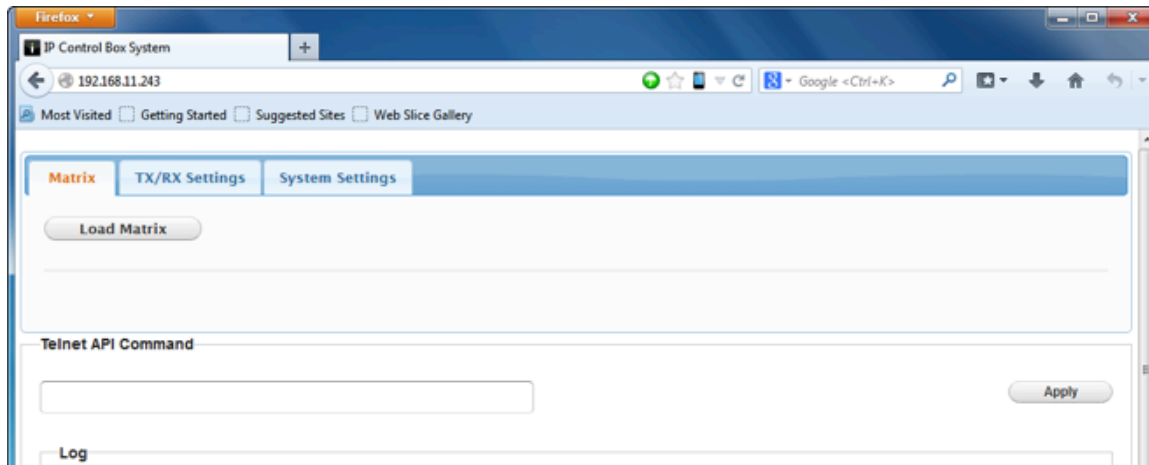 Firefox
IP Control Box System
192.168.11.243
Google <Ctrl+K>
Most Visited Getting Started Suggested Sites Web Slice Gallery
Matrix TX/RX Settings System Settings
Load Matrix
Telnet API Command
Apply
Log